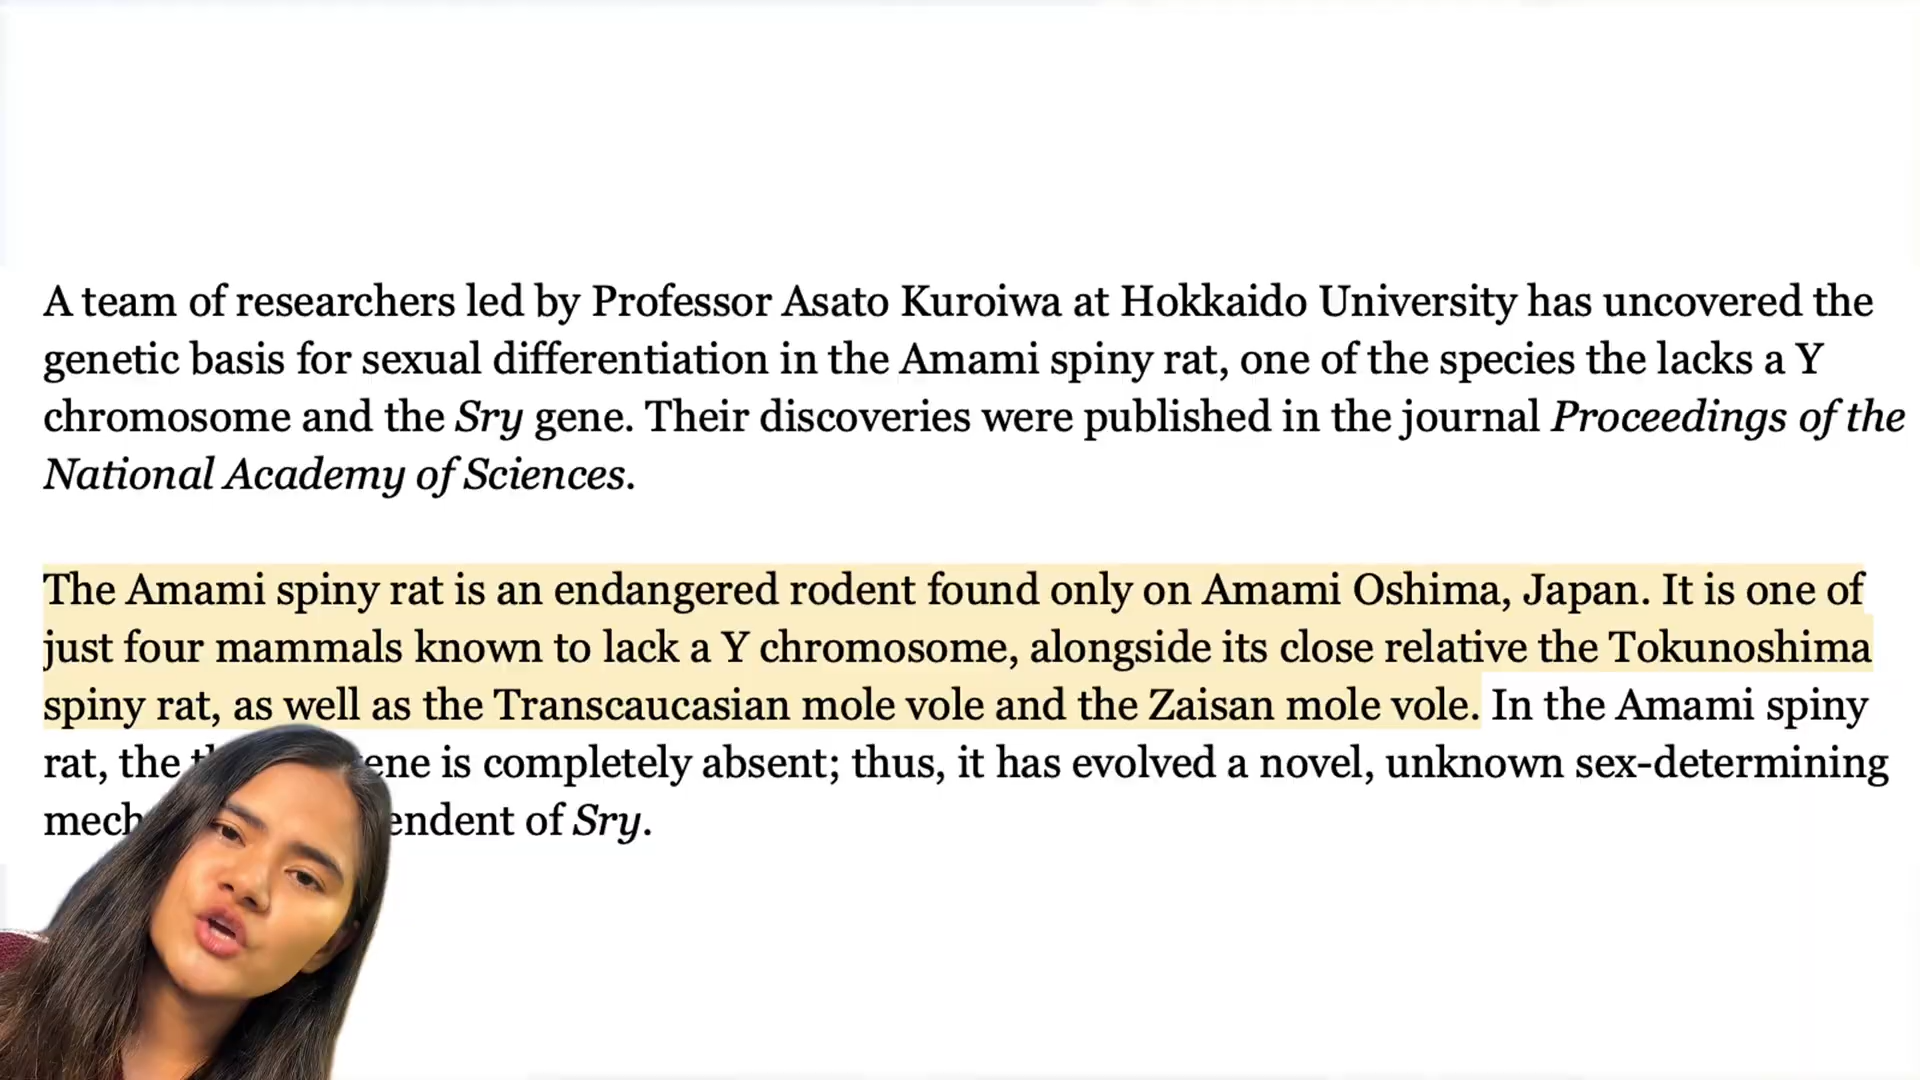 A team of researchers led by Professor Asato Kuroiwa at Hokkaido University has uncovered the
genetic basis for sexual differentiation in the Amami spiny rat, one of the species the lacks a Y
chromosome and the Sry gene. Their discoveries were published in the journal Proceedings of the
National Academy of Sciences.
The Amami spiny rat is an endangered rodent found only on Amami Oshima, Japan. It is one of
just four mammals known to lack a Y chromosome, alongside its close relative the Tokunoshima
spiny rat, as well as the Transcaucasian mole vole and the Zaisan mole vole. In the Amami spiny
rat, the is completely absent; thus, it has evolved a novel, unknown sex-determining
of Sry.